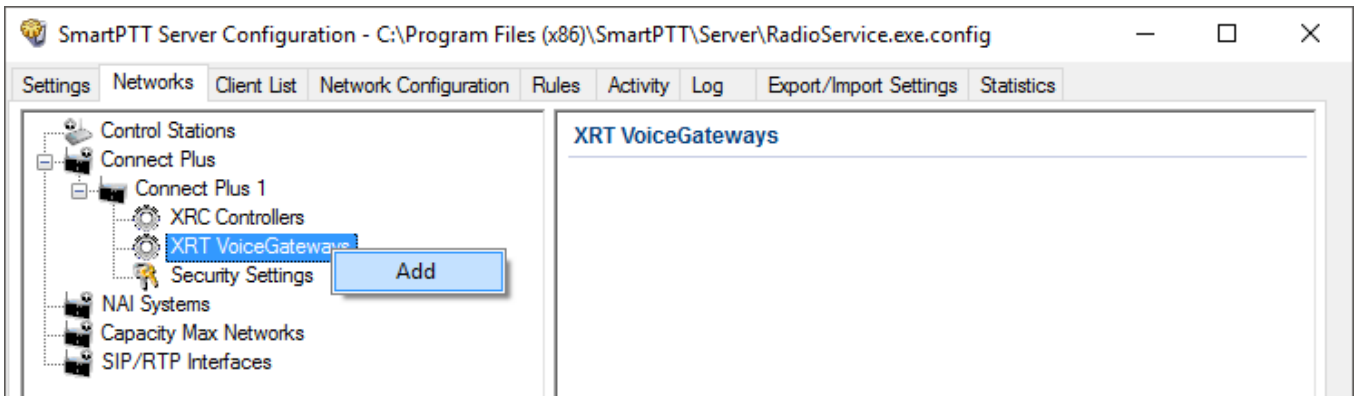 SmartPTT Server Configuration - C:\Program Files (x86)\SmartPTT\Server\RadioService.exe.config
Settings Networks Client List Network Configuration Rules Activity Log Export/Import Settings Statistics
Control Stations
Connect Plus
Connect Plus 1
XRC Controllers
XRT VoiceGateways
Security Settings
NAI Systems
Capacity Max Networks
SIP/RTP Interfaces
Add
XRT VoiceGateways